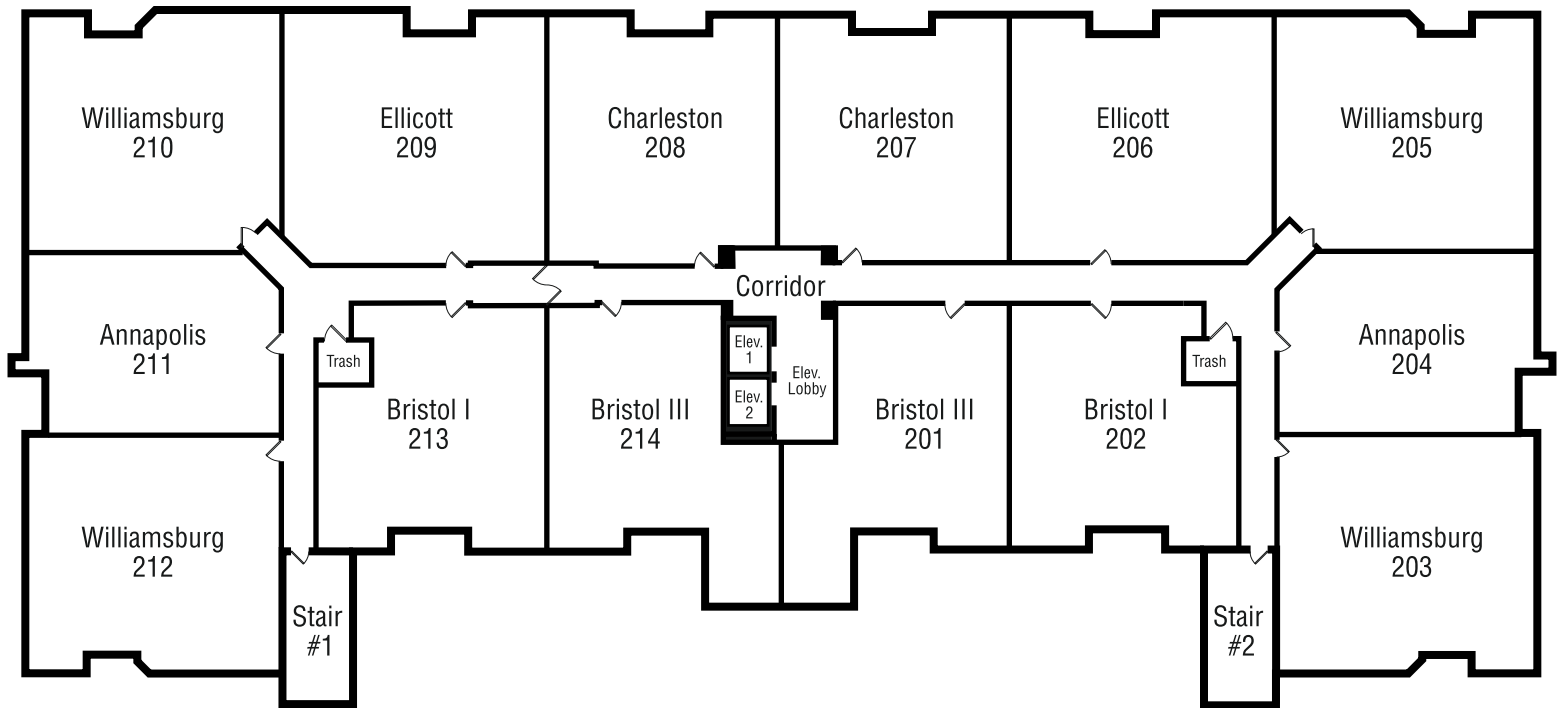 Williamsburg
210
Ellicott
209
Charleston
208
Charleston
207
Ellicott
206
Williamsburg
205
Corridor
Annapolis
211
Trash
Elev.
1
Elev.
2
Elev.
Lobby
Trash
Annapolis
204
Bristol I
213
Bristol III
214
Bristol III
201
Bristol I
202
Williamsburg
212
Williamsburg
203
Stair
#1
Stair
#2